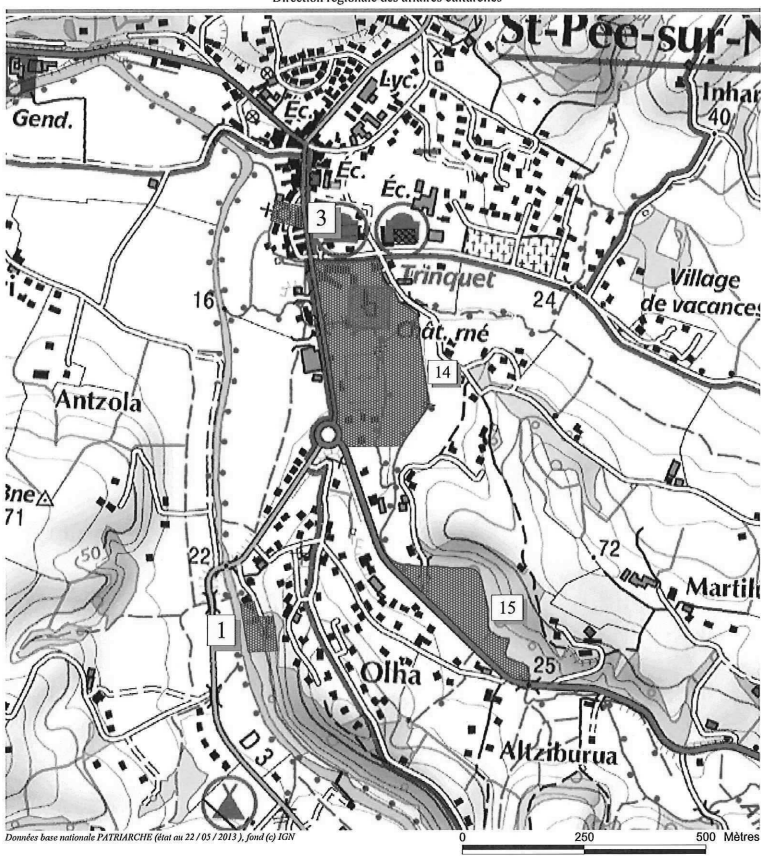 Direction régionale des affaires culturelles
St-Pée-sur-N
Inhar
40
Gend.
Éc.
Lyc.
Éc.
Éc.
3
Trinquet
24
Village
de vacances
16
Chât. rné
14
Antzola
Bne
71
50
22
72
Martilu
15
1
25
Olha
D 3
Altziburua
Données base nationale PATRIARCHE (état au 22 / 05 / 2013 ), fond (c) IGN
0 250 500 Mètres